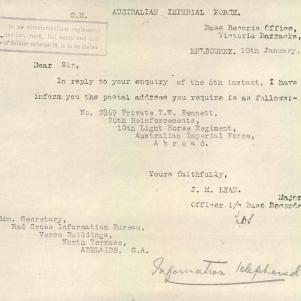 C.H. AUSTRALIAN IMPERIAL FORCE.
Base Records Office,
Victoria Barracks,
MELBOURNE. 10th January,
Dear Sir,
In reply to your enquiry of the 6th instant, I have
inform you the postal address you require is as follows:-
No. 2869 Private T.W. Bennett,
20th Reinforcements,
10th Light Horse Regiment,
Australian Imperial Force,
Abroad.
Yours faithfully,
J. M. LEAN.
Major
Officer i/c Base Records
Hon. Secretary,
Red Cross Information Bureau,
Verco Buildings,
North Terrace,
ADELAIDE, S.A.
Information telephoned